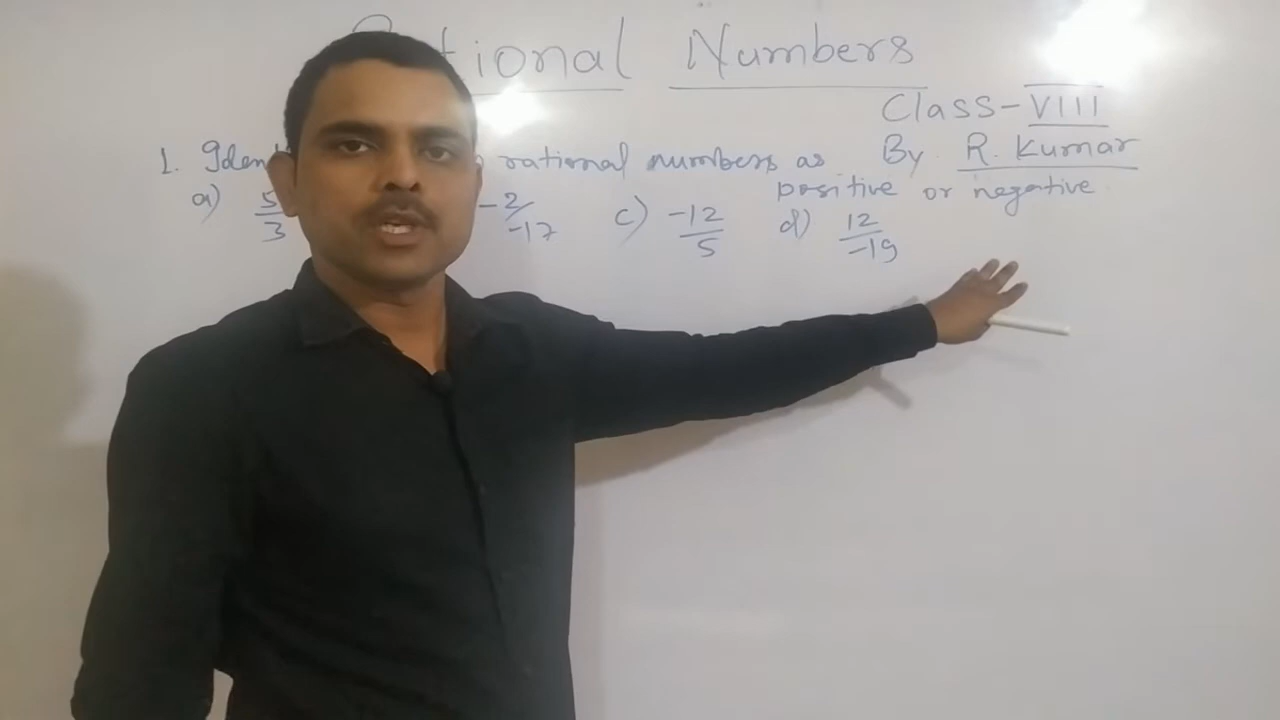 tional Numbers
Class-VIII
By R. Kumar
1. Iden rational numbers as
positive or negative
a) 5/3 -2/-17 c) -12/5 d) 12/-19